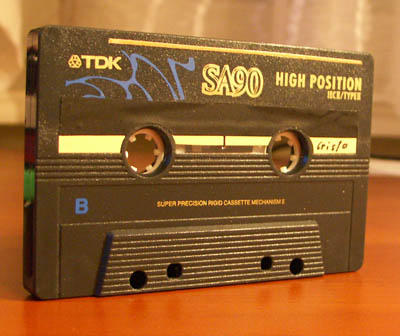 TDK SA90 HIGH POSITION
IECII/TYPEII
B SUPER PRECISION RIGID CASSETTE MECHANISM II